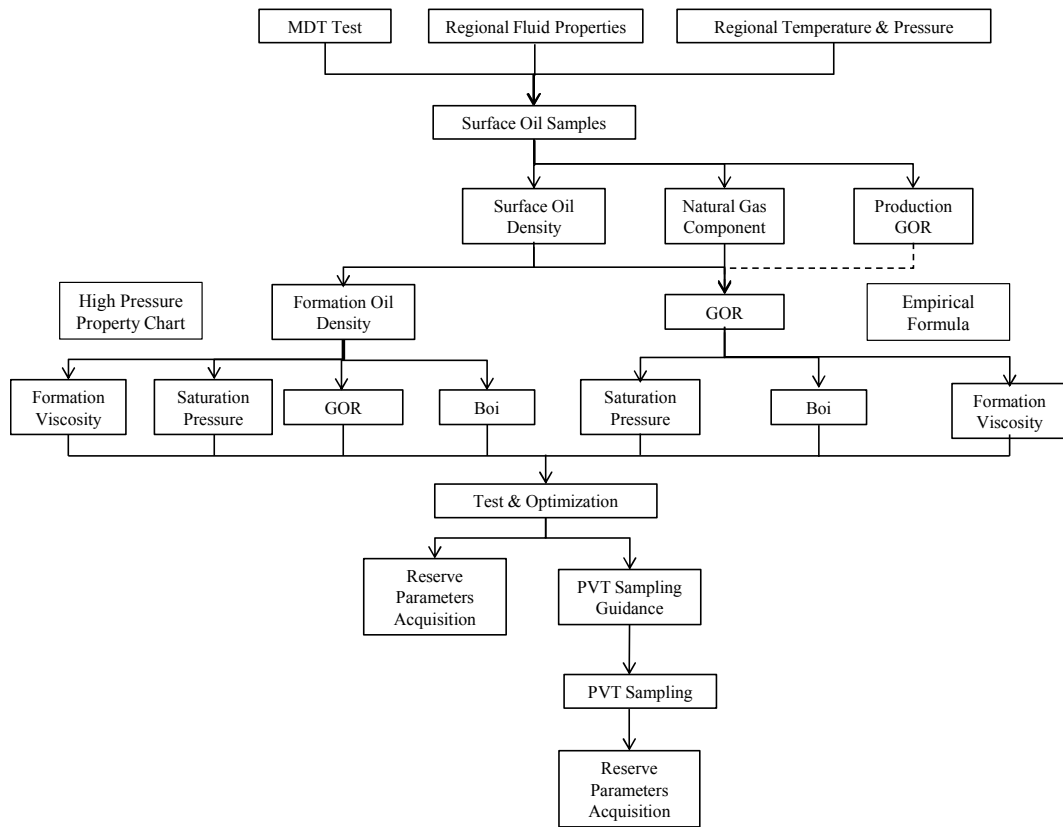 MDT Test
Regional Fluid Properties
Regional Temperature & Pressure
Surface Oil Samples
Surface Oil
Density
Natural Gas
Component
Production
GOR
High Pressure
Property Chart
Formation Oil
Density
GOR
Empirical
Formula
Formation
Viscosity
Saturation
Pressure
GOR
Boi
Saturation
Pressure
Boi
Formation
Viscosity
Test & Optimization
Reserve
Parameters
Acquisition
PVT Sampling
Guidance
PVT Sampling
Reserve
Parameters
Acquisition